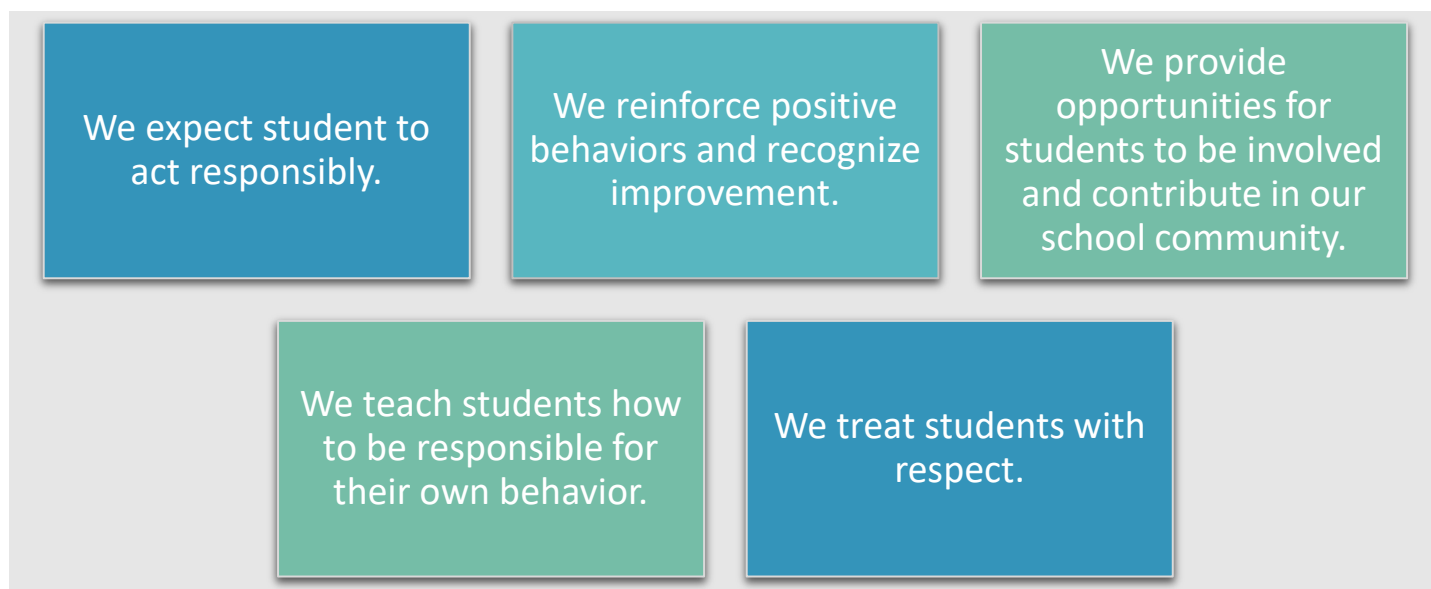 We expect student to
act responsibly.
We reinforce positive
behaviors and recognize
improvement.
We provide
opportunities for
students to be involved
and contribute in our
school community.
We teach students how
to be responsible for
their own behavior.
We treat students with
respect.